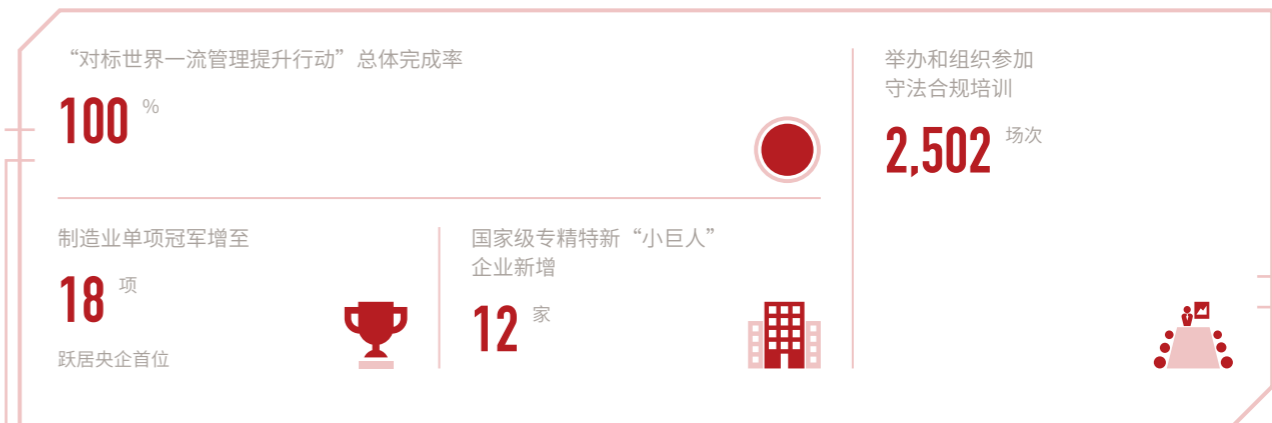 “对标世界一流管理提升行动”总体完成率
100 %
制造业单项冠军增至
18 项
跃居央企首位
国家级专精特新“小巨人”
企业新增
12 家
举办和组织参加
守法合规培训
2,502 场次